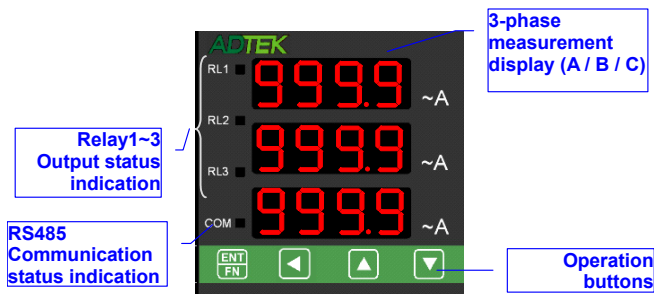 ADTEK
3-phase
measurement
display (A / B / C)
RL1
999.9
~A
RL2
Relay1~3
Output status
indication
999.9
~A
RL3
RS485
Communication
status indication
COM
999.9
~A
ENT
FN
Operation
buttons